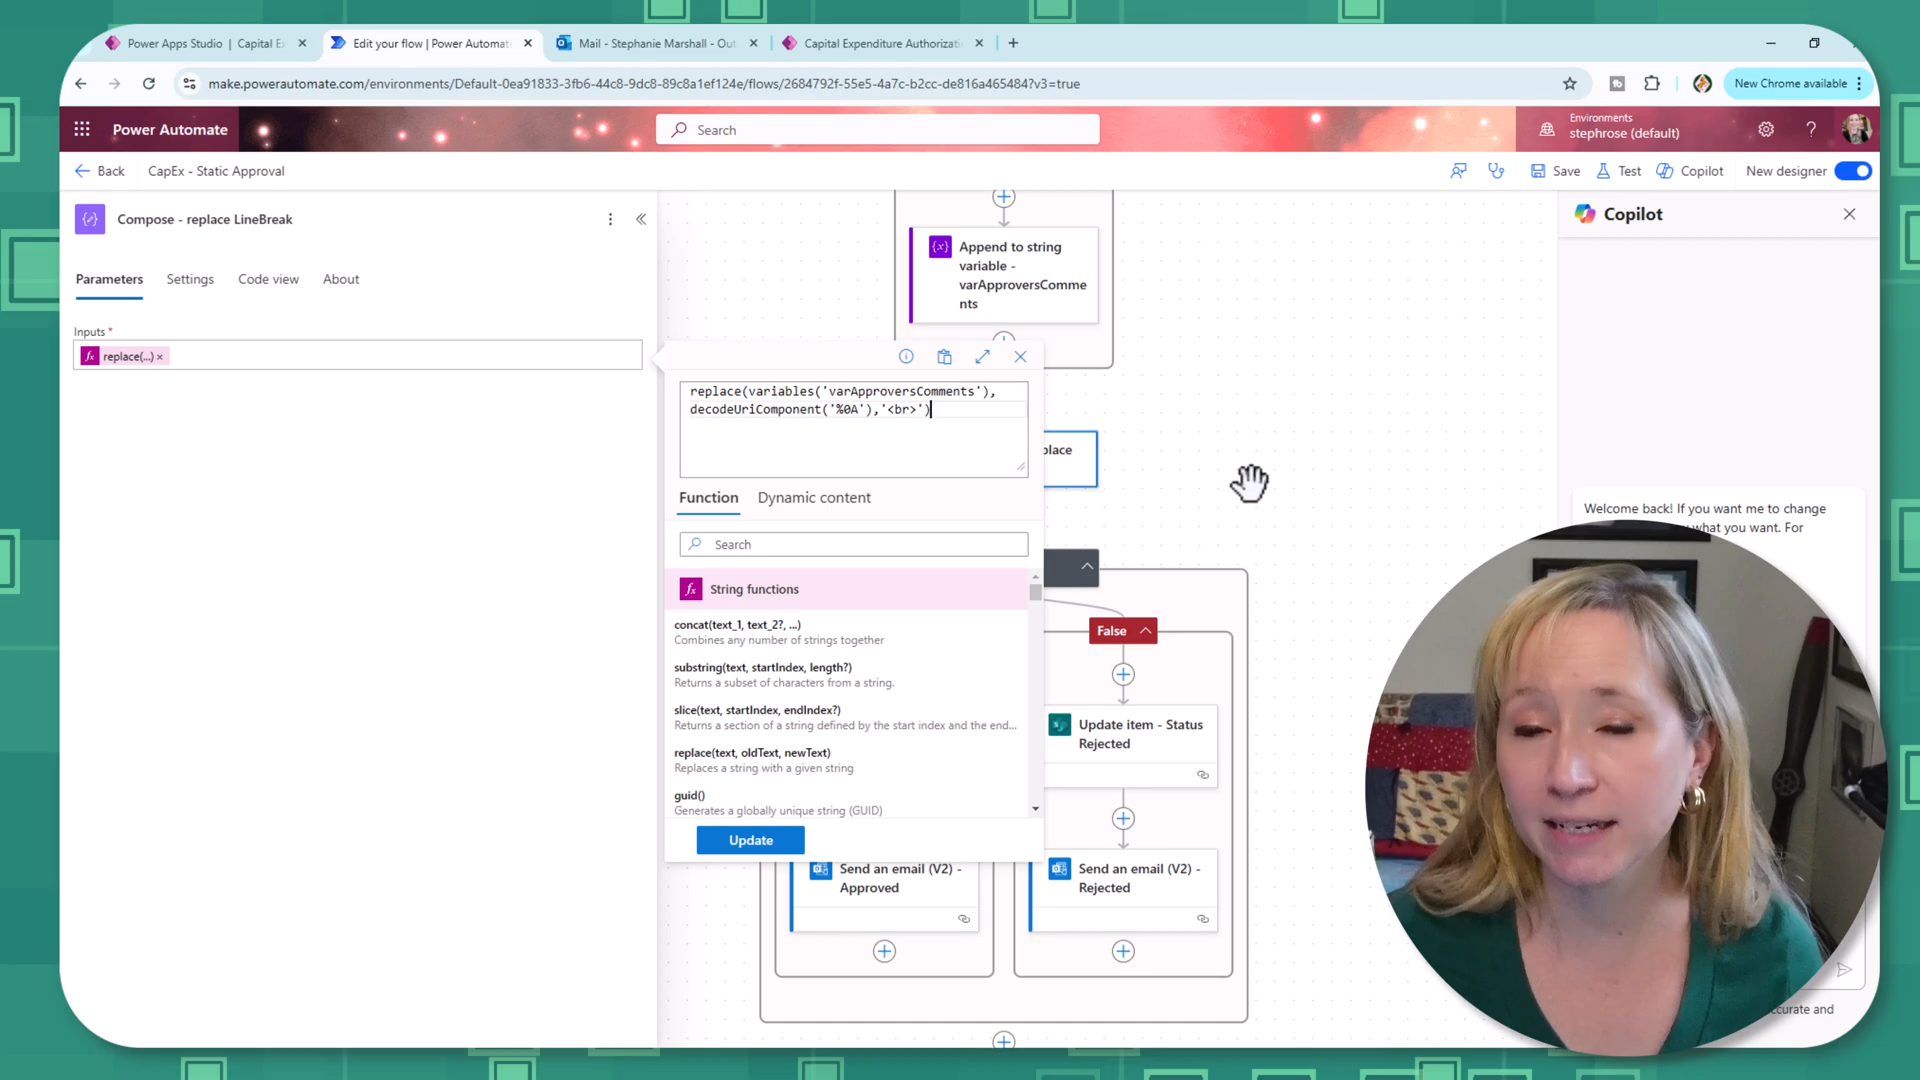 Power Apps Studio | Capital E
Edit your flow | Power Automat
Mail - Stephanie Marshall - Out
Capital Expenditure Authorizati
make.powerautomate.com/environments/Default-0ea91833-3fb6-44c8-9dc8-89c8a1ef124e/flows/2684792f-55e5-4a7c-b2cc-de816a465484?v3=true
New Chrome available
Power Automate
Search
Environments
stephrose (default)
Back
CapEx - Static Approval
Save
Test
Copilot
New designer
Compose - replace LineBreak
Parameters
Settings
Code view
About
Inputs *
replace(...) ×
Append to string
variable -
varApproversComme
nts
replace(variables('varApproversComments'),
decodeUriComponent('%0A'),'<br>')
place
Function
Dynamic content
Search
String functions
concat(text_1, text_2?, ...)
Combines any number of strings together
substring(text, startIndex, length?)
Returns a subset of characters from a string.
slice(text, startIndex, endIndex?)
Returns a section of a string defined by the start index and the end...
replace(text, oldText, newText)
Replaces a string with a given string
guid()
Generates a globally unique string (GUID)
Update
False
Update item - Status
Rejected
Send an email (V2) -
Approved
Send an email (V2) -
Rejected
Copilot
Welcome back! If you want me to change
what you want. For
curate and